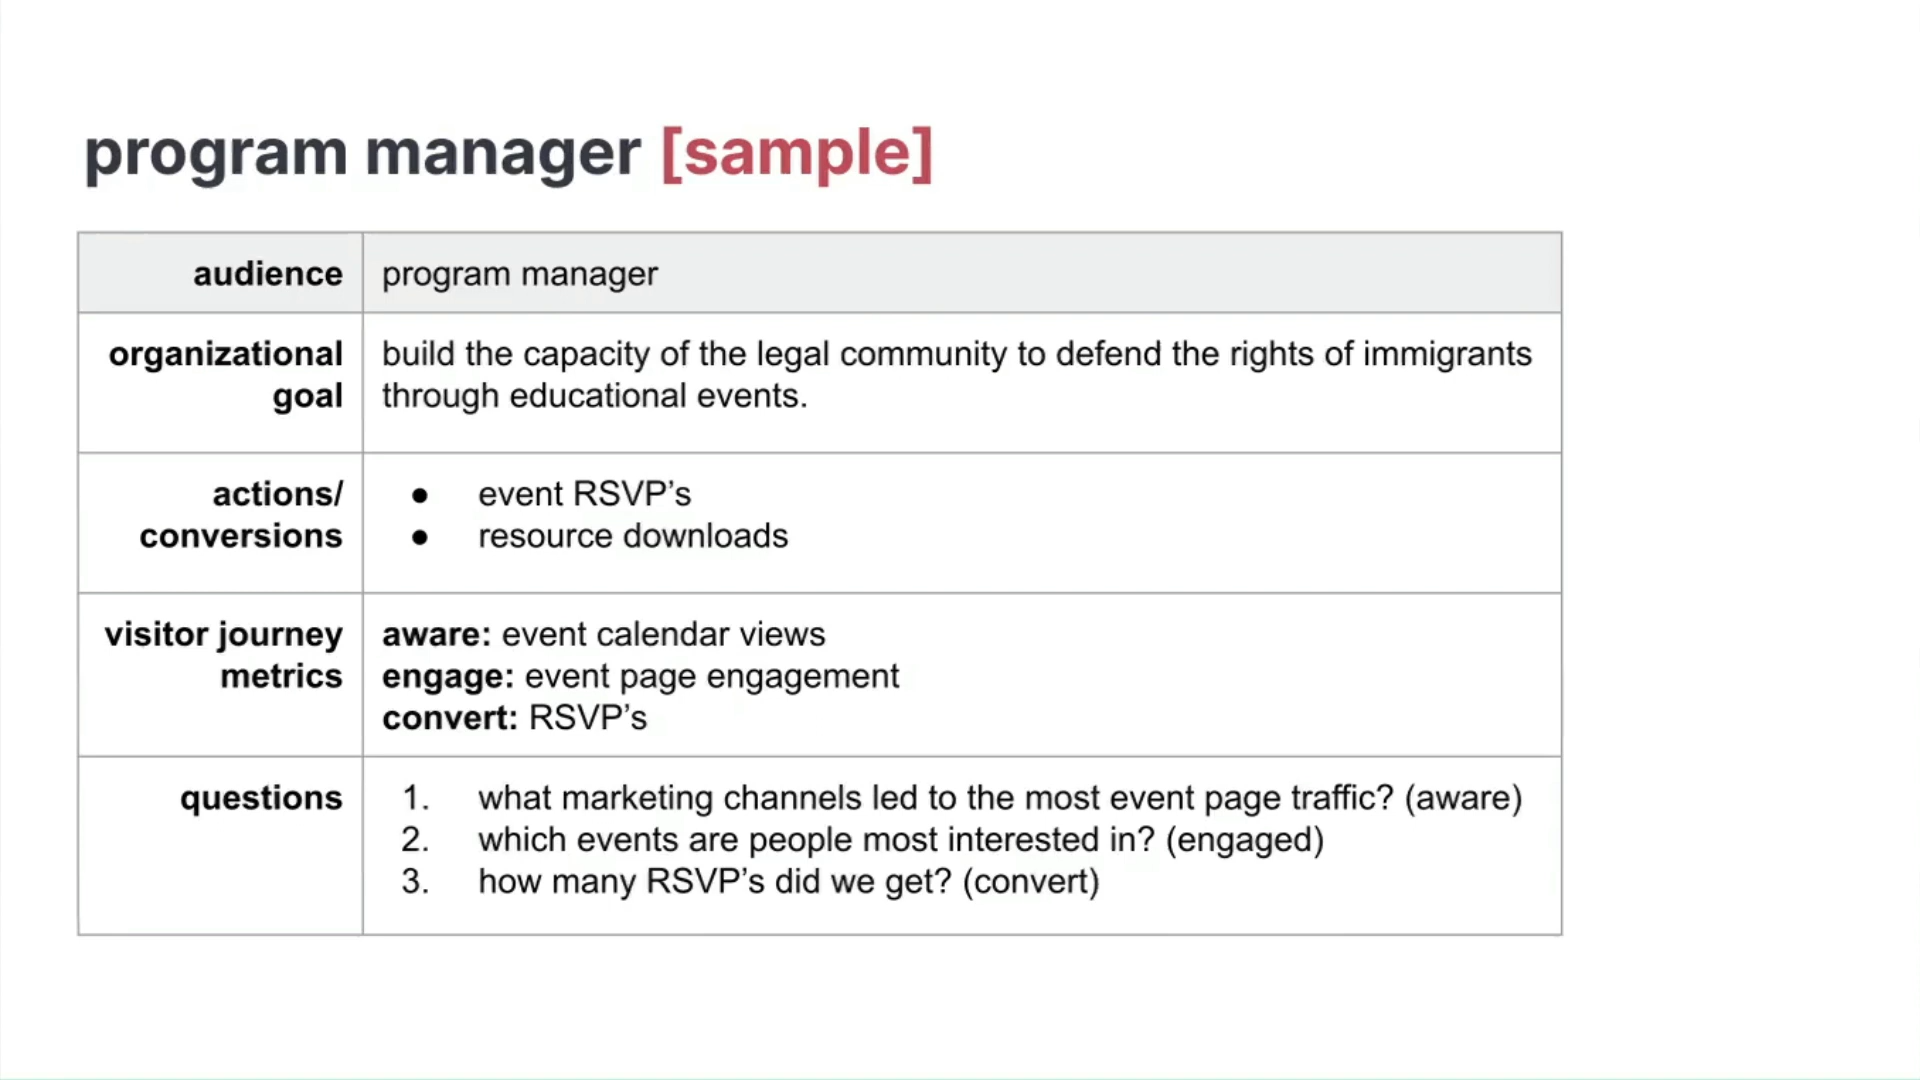 program manager [sample]
audience program manager
organizational goal build the capacity of the legal community to defend the rights of immigrants
through educational events.
actions/
conversions
● event RSVP’s
● resource downloads
visitor journey
metrics
aware: event calendar views
engage: event page engagement
convert: RSVP’s
questions
1. what marketing channels led to the most event page traffic? (aware)
2. which events are people most interested in? (engaged)
3. how many RSVP’s did we get? (convert)